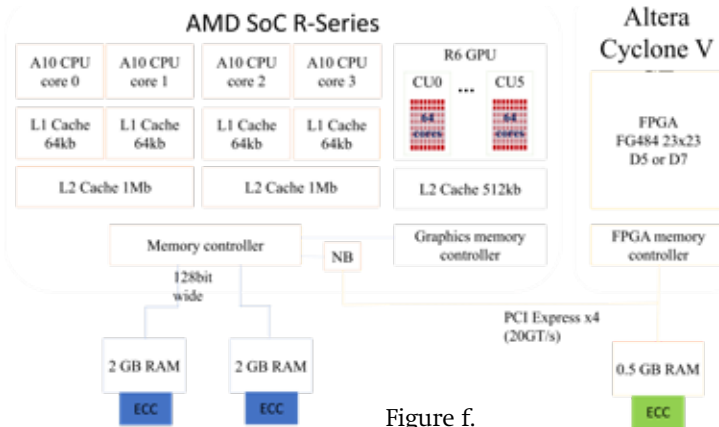 AMD SoC R-Series
Altera
Cyclone V
A10 CPU
core 0
A10 CPU
core 1
A10 CPU
core 2
A10 CPU
core 3
R6 GPU
CU0
...
CU5
64
cores
64
cores
L1 Cache
64kb
L1 Cache
64kb
L1 Cache
64kb
L1 Cache
64kb
FPGA
FG484 23x23
D5 or D7
L2 Cache 1Mb
L2 Cache 1Mb
L2 Cache 512kb
Memory controller
NB
Graphics memory
controller
FPGA memory
controller
128bit
wide
PCI Express x4
(20GT/s)
2 GB RAM
2 GB RAM
0.5 GB RAM
ECC
ECC
ECC
Figure f.